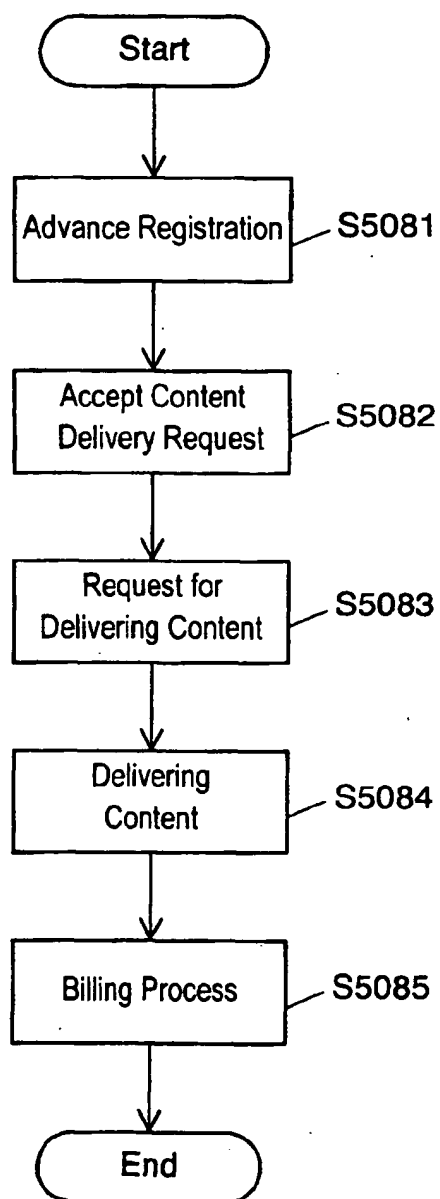 Start
Advance Registration
S5081
Accept Content
Delivery Request
S5082
Request for
Delivering Content
S5083
Delivering
Content
S5084
Billing Process
S5085
End